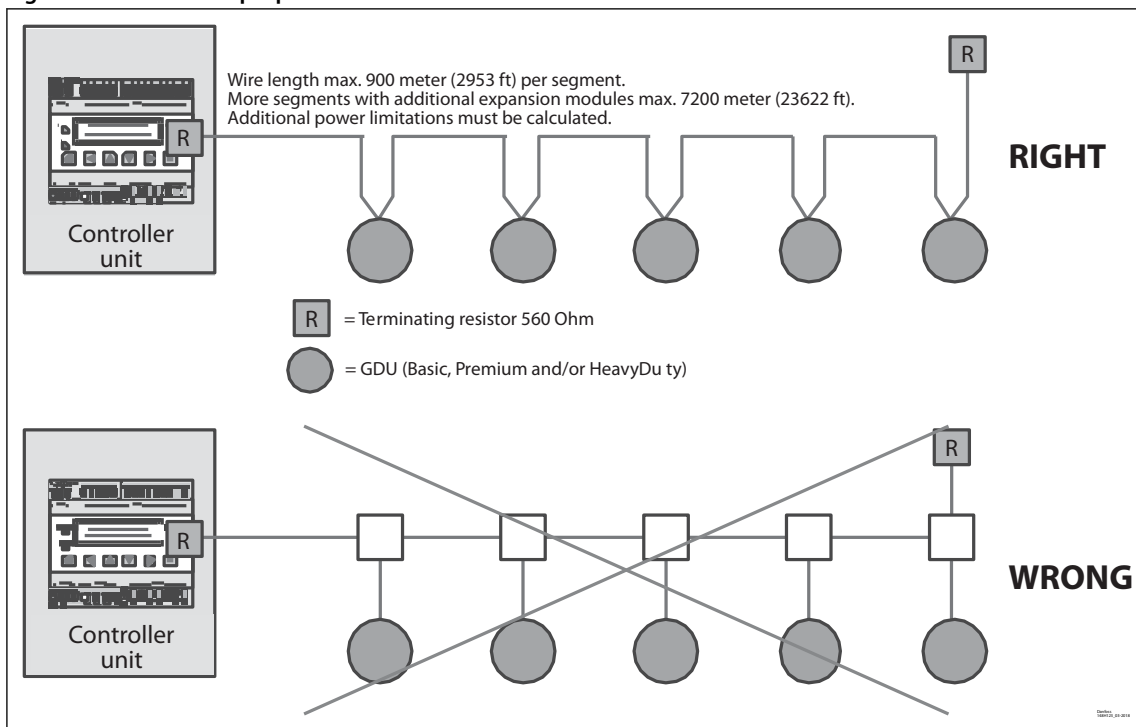 R
Wire length max. 900 meter (2953 ft) per segment.
More segments with additional expansion modules max. 7200 meter (23622 ft).
Additional power limitations must be calculated.
R
RIGHT
Controller
unit
R = Terminating resistor 560 Ohm
= GDU (Basic, Premium and/or HeavyDu ty)
R
R
WRONG
Controller
unit